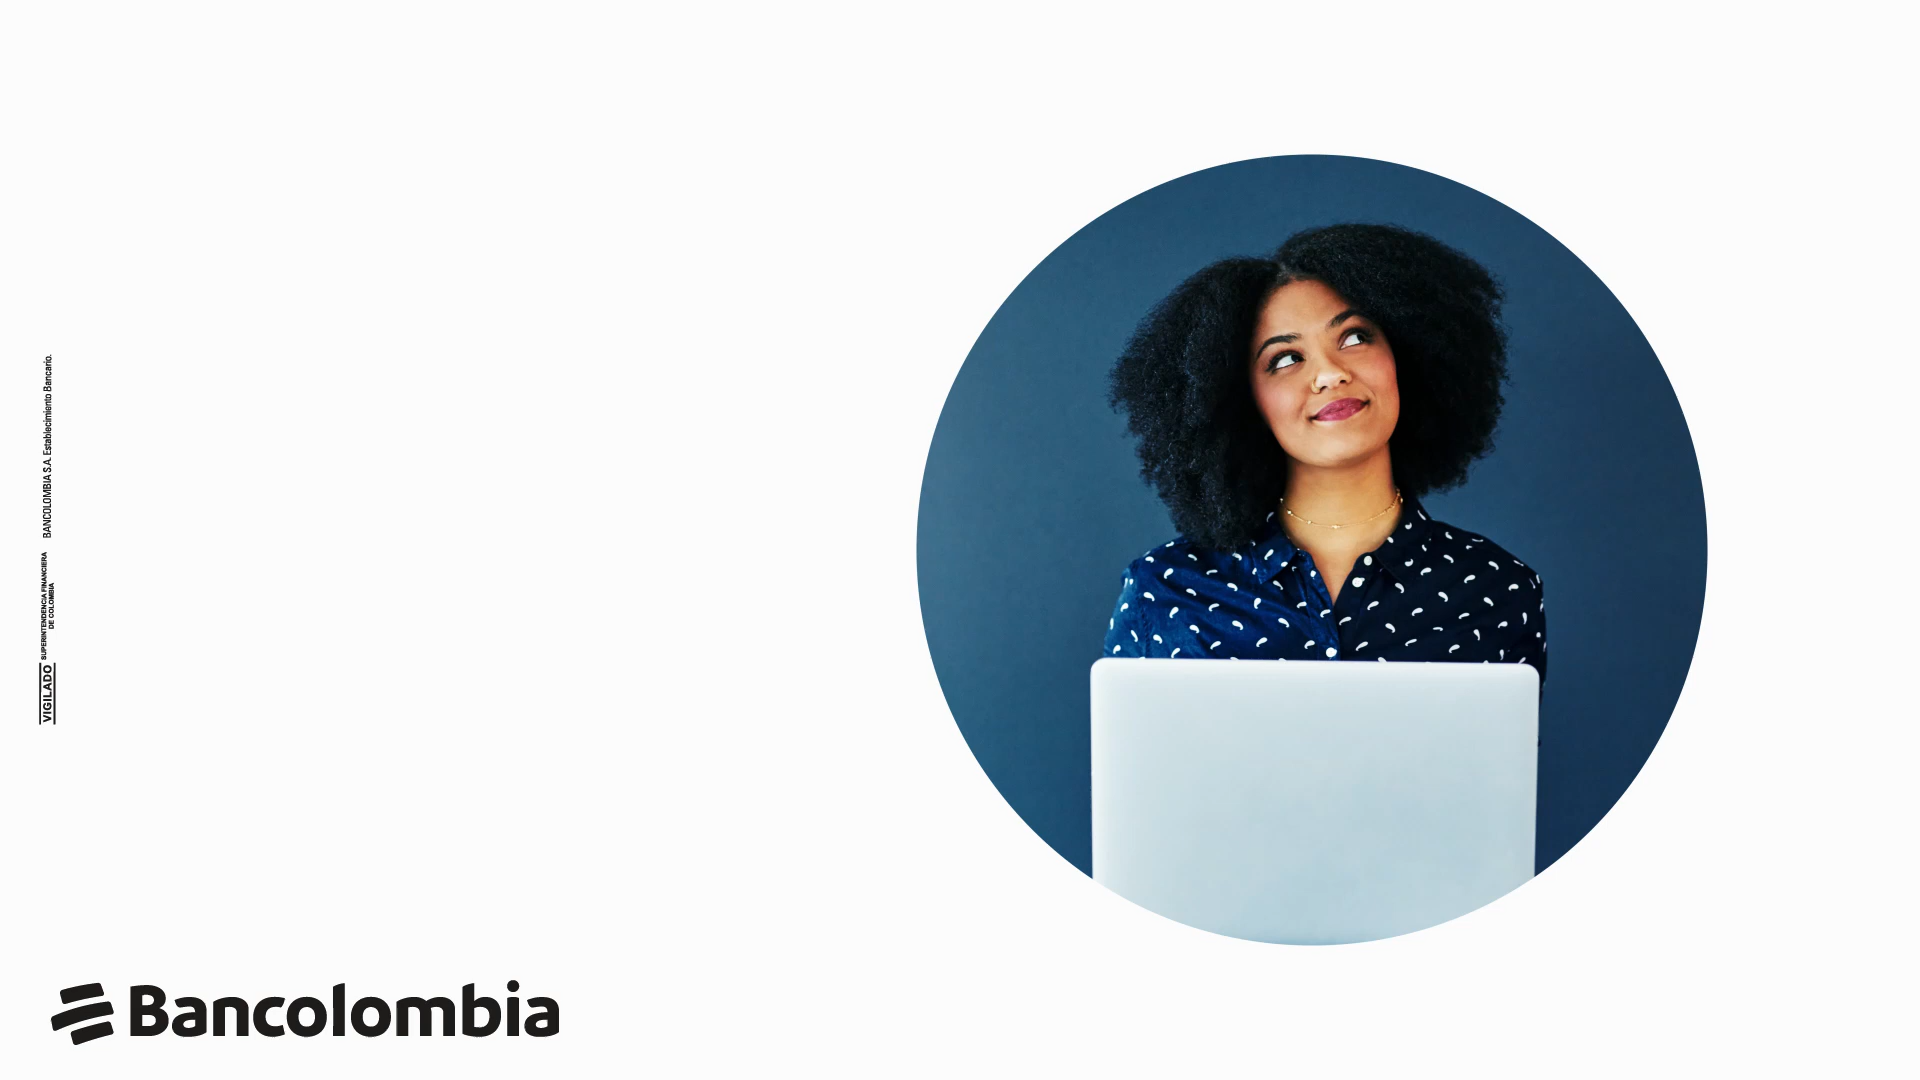 BANCOLOMBIA S.A. Establecimiento Bancario.
SUPERINTENDENCIA FINANCIERA
DE COLOMBIA
VIGILADO
Bancolombia